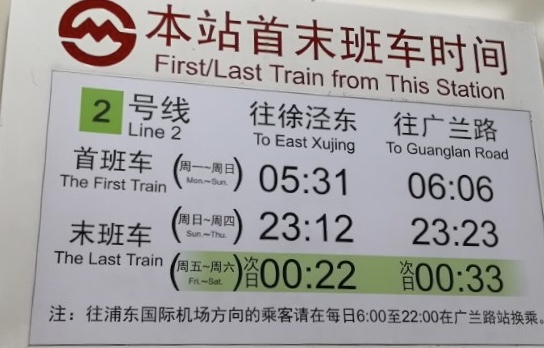 本站首末班车时间
First/Last Train from This Station
2 号线 往徐泾东 往广兰路
Line 2 To East Xujing To Guanglan Road
首班车 (周一~周日) 05:31 06:06
The First Train Mon.~Sun.
末班车 (周日~周四) 23:12 23:23
The Last Train Sun.~Thu.
(周五~周六) 次日00:22 次日00:33
Fri.~Sat.
注：往浦东国际机场方向的乘客请在每日6:00至22:00在广兰路站换乘。